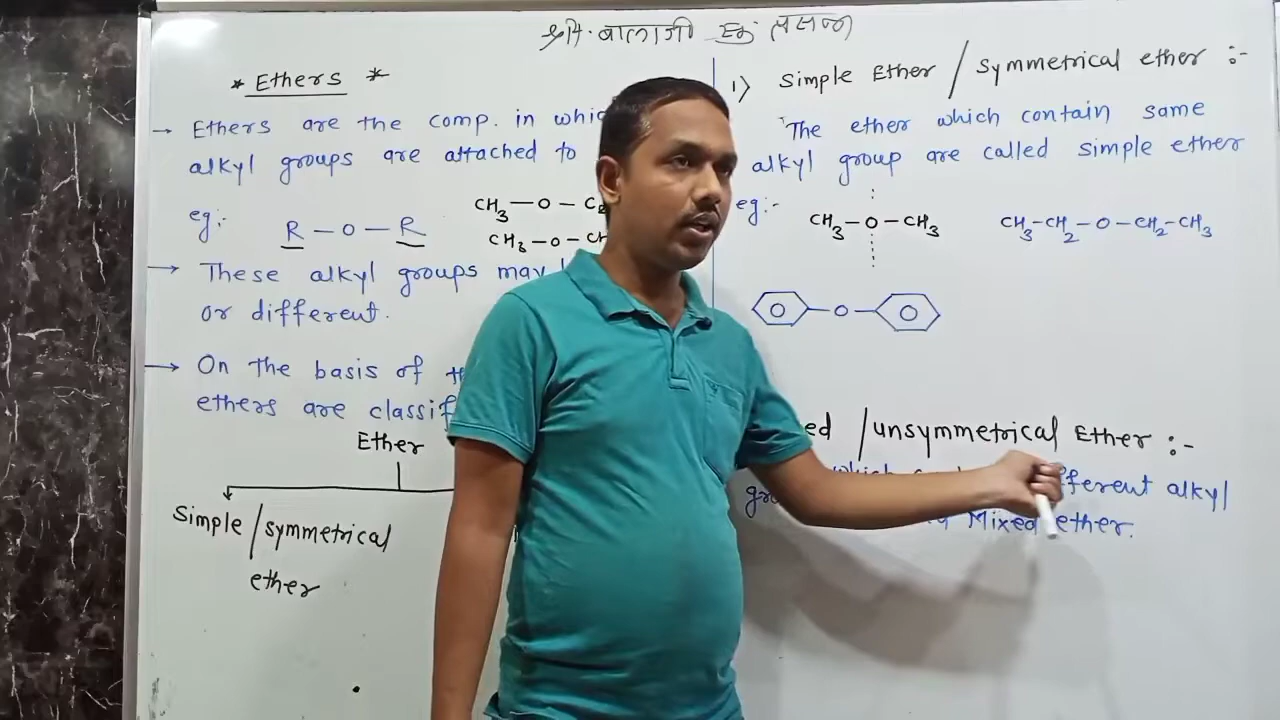 श्री. बालाजी
* Ethers *
→ Ethers are the comp. in whic
alkyl groups are attached to
eg:- R — O — R
CH₃ — O — C
CH₃ — O — CH
→ These alkyl groups may
or different.
→ On the basis of
ethers are classif
Ether
Simple / symmetrical
ether
1) Simple Ether / Symmetrical ether :-
The ether which contain same
alkyl group are called simple ether
eg:- CH₃ — O — CH₃ CH₃-CH₂ — O — CH₂-CH₃
— O —
ed / unsymmetrical Ether :-
which fferent alkyl
Mixed ether.